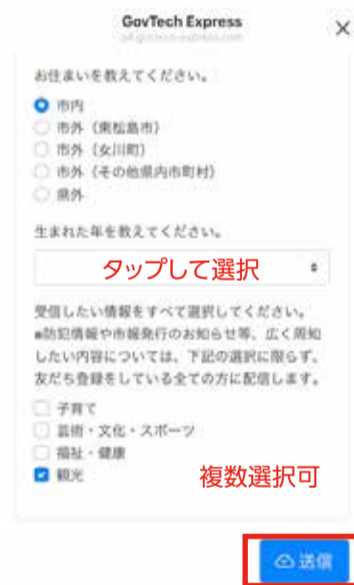 GovTech Express
お住まいを教えてください。
市内
市外（東松島市）
市外（女川町）
市外（その他県内市町村）
県外
生まれた年を教えてください。
タップして選択
受信したい情報をすべて選択してください。
※防犯情報や市報発行のお知らせ等、広く周知
したい内容については、下記の選択に限らず、
友だち登録をしている全ての方に配信します。
子育て
芸術・文化・スポーツ
福祉・健康
観光
複数選択可
送信